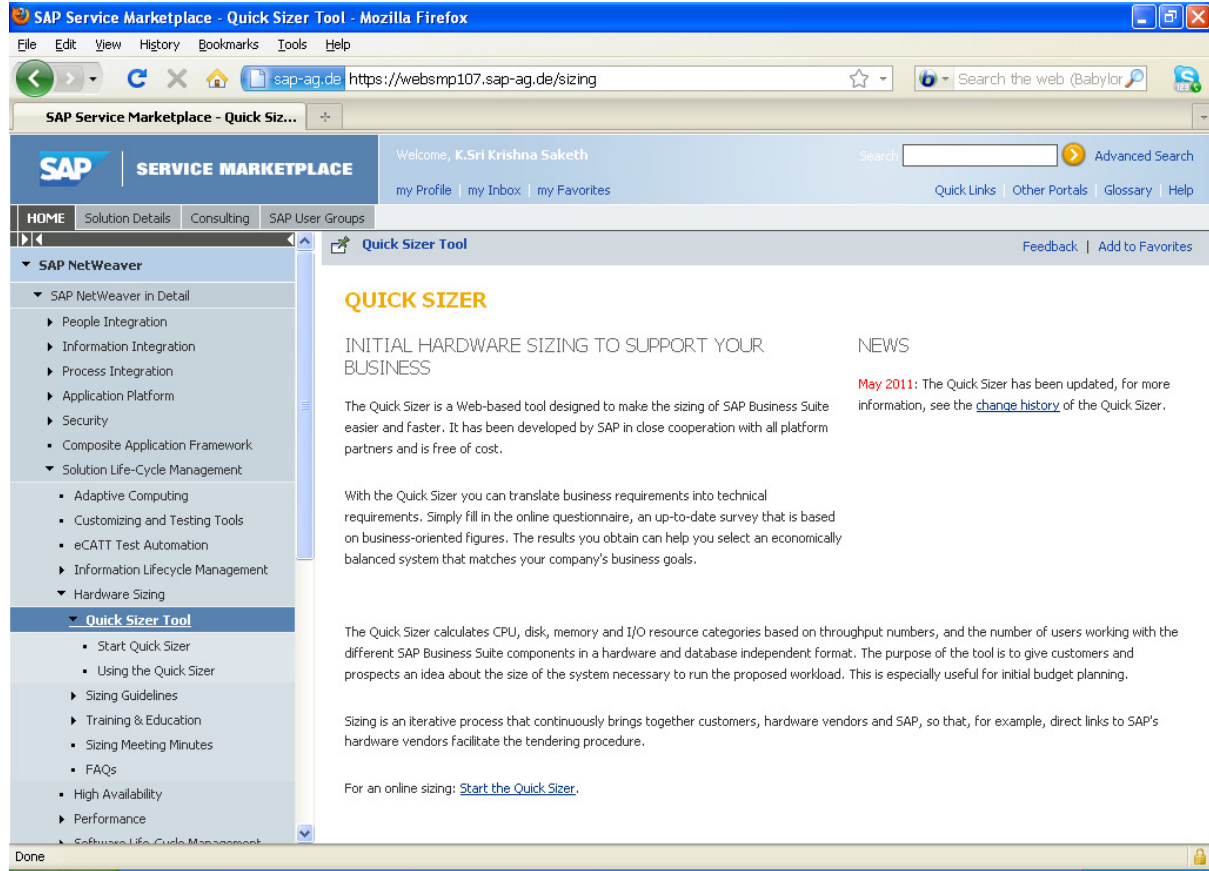 SAP Service Marketplace - Quick Sizer Tool - Mozilla Firefox
File Edit View History Bookmarks Tools Help
sap-ag.de https://websmp107.sap-ag.de/sizing
Search the web (Babylor
SAP Service Marketplace - Quick Siz...
SAP SERVICE MARKETPLACE
Welcome, K.Sri Krishna Saketh
Search
Advanced Search
my Profile | my Inbox | my Favorites
Quick Links | Other Portals | Glossary | Help
HOME Solution Details Consulting SAP User Groups
Quick Sizer Tool
Feedback | Add to Favorites
SAP NetWeaver
SAP NetWeaver in Detail
People Integration
Information Integration
Process Integration
Application Platform
Security
Composite Application Framework
Solution Life-Cycle Management
Adaptive Computing
Customizing and Testing Tools
eCATT Test Automation
Information Lifecycle Management
Hardware Sizing
Quick Sizer Tool
Start Quick Sizer
Using the Quick Sizer
Sizing Guidelines
Training & Education
Sizing Meeting Minutes
FAQs
High Availability
Performance
Software Life-Cycle Management
QUICK SIZER
INITIAL HARDWARE SIZING TO SUPPORT YOUR
BUSINESS
The Quick Sizer is a Web-based tool designed to make the sizing of SAP Business Suite
easier and faster. It has been developed by SAP in close cooperation with all platform
partners and is free of cost.
With the Quick Sizer you can translate business requirements into technical
requirements. Simply fill in the online questionnaire, an up-to-date survey that is based
on business-oriented figures. The results you obtain can help you select an economically
balanced system that matches your company's business goals.
NEWS
May 2011: The Quick Sizer has been updated, for more
information, see the change history of the Quick Sizer.
The Quick Sizer calculates CPU, disk, memory and I/O resource categories based on throughput numbers, and the number of users working with the
different SAP Business Suite components in a hardware and database independent format. The purpose of the tool is to give customers and
prospects an idea about the size of the system necessary to run the proposed workload. This is especially useful for initial budget planning.
Sizing is an iterative process that continuously brings together customers, hardware vendors and SAP, so that, for example, direct links to SAP's
hardware vendors facilitate the tendering procedure.
For an online sizing: Start the Quick Sizer.
Done